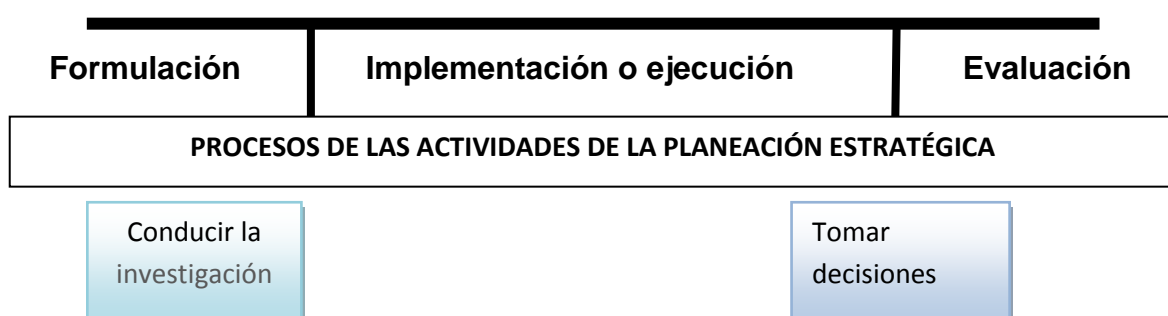 Formulación Implementación o ejecución Evaluación
PROCESOS DE LAS ACTIVIDADES DE LA PLANEACIÓN ESTRATÉGICA
Conducir la
investigación
Tomar
decisiones